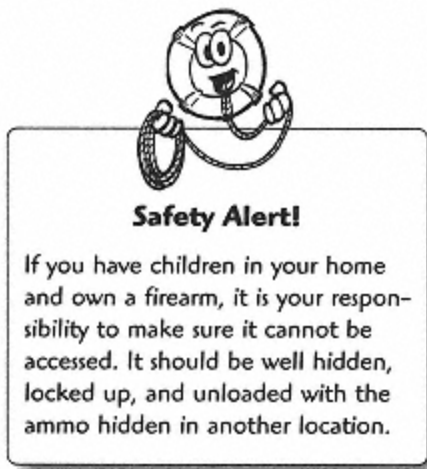 Safety Alert!
If you have children in your home
and own a firearm, it is your respon-
sibility to make sure it cannot be
accessed. It should be well hidden,
locked up, and unloaded with the
ammo hidden in another location.